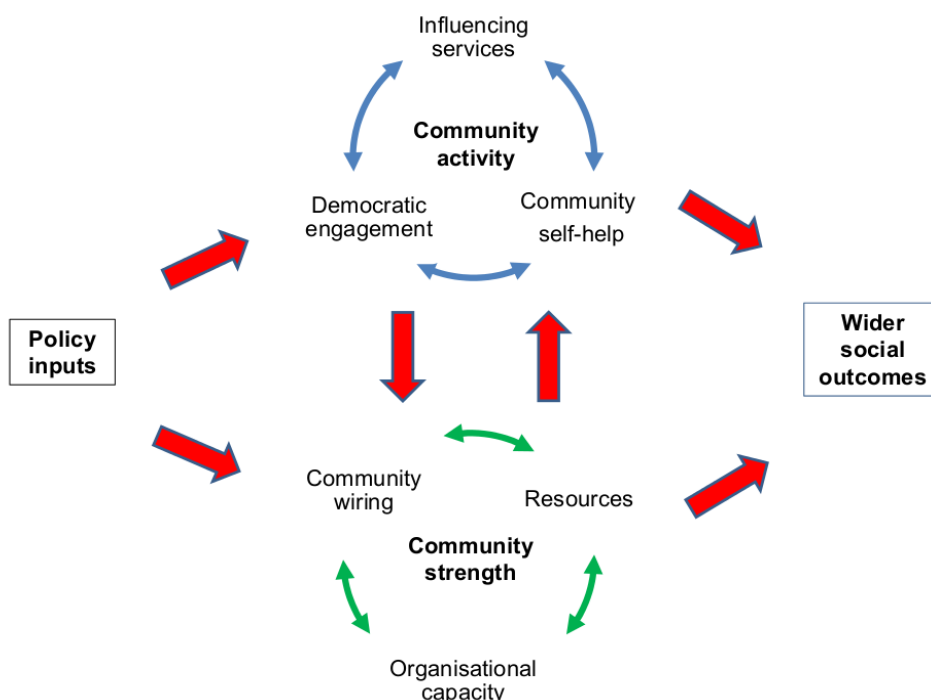 Influencing
services
Community
activity
Democratic
engagement
Community
self-help
Policy
inputs
Wider
social
outcomes
Community
wiring
Resources
Community
strength
Organisational
capacity